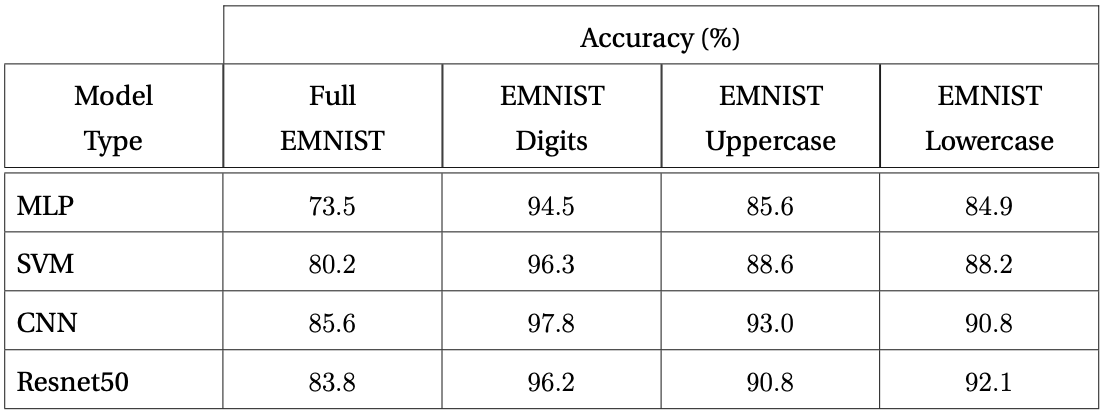 Accuracy (%)
Model Full EMNIST EMNIST EMNIST
Type EMNIST Digits Uppercase Lowercase
MLP 73.5 94.5 85.6 84.9
SVM 80.2 96.3 88.6 88.2
CNN 85.6 97.8 93.0 90.8
Resnet50 83.8 96.2 90.8 92.1